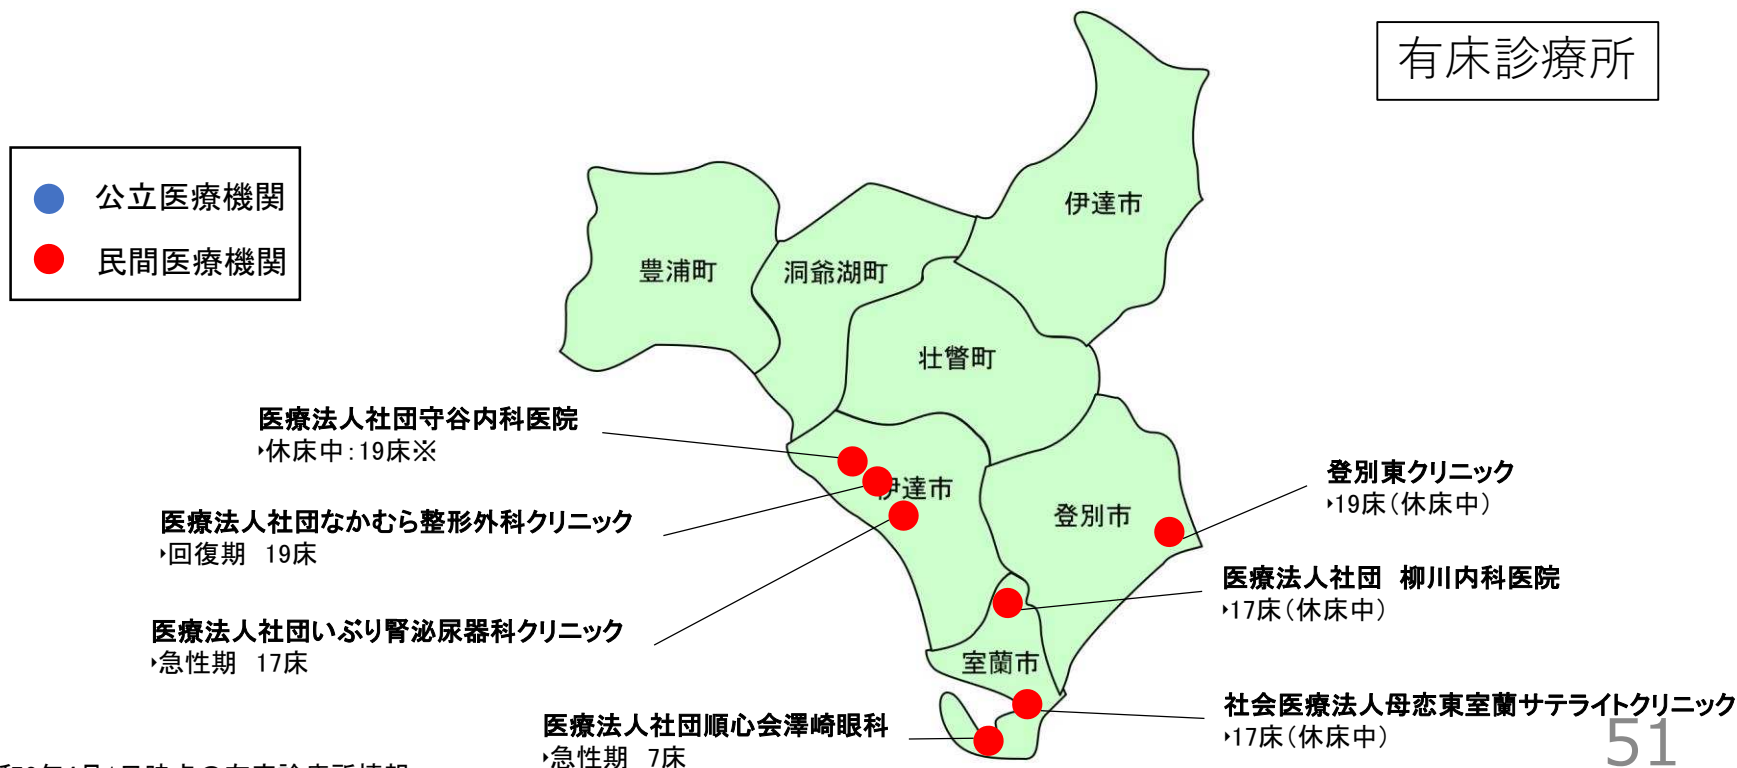 有床診療所
公立医療機関
民間医療機関
伊達市
豊浦町
洞爺湖町
壮瞥町
医療法人社団守谷内科医院
▸休床中：19床※
伊達市
医療法人社団なかむら整形外科クリニック
▸回復期　19床
登別市
登別東クリニック
▸19床（休床中）
医療法人社団　柳川内科医院
▸17床（休床中）
医療法人社団いぶり腎泌尿器科クリニック
▸急性期　17床
室蘭市
社会医療法人母恋東室蘭サテライトクリニック
▸17床（休床中）
医療法人社団順心会澤崎眼科
▸急性期　7床
51